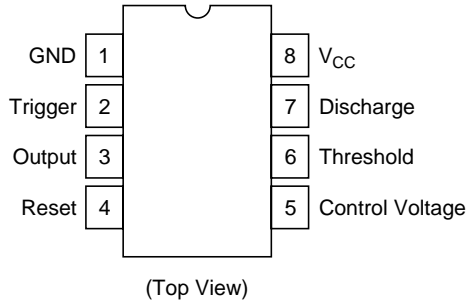 GND 1 8 VCC
Trigger 2 7 Discharge
Output 3 6 Threshold
Reset 4 5 Control Voltage
(Top View)